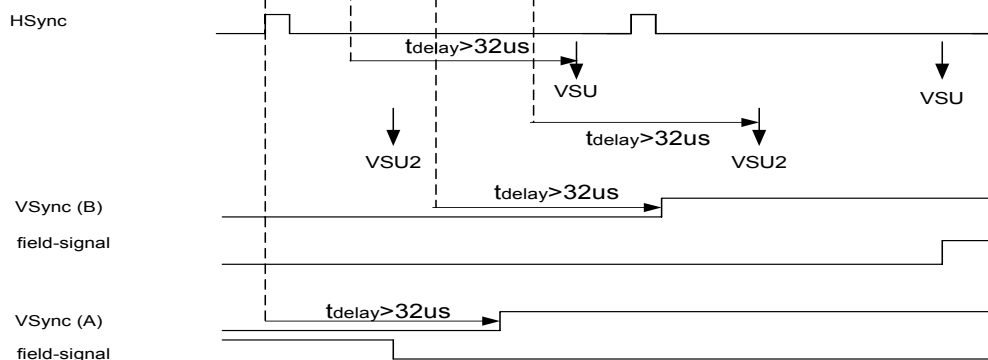 HSync
tdelay>32us
VSU
VSU
tdelay>32us
VSU2
VSU2
tdelay>32us
VSync (B)
field-signal
tdelay>32us
VSync (A)
field-signal